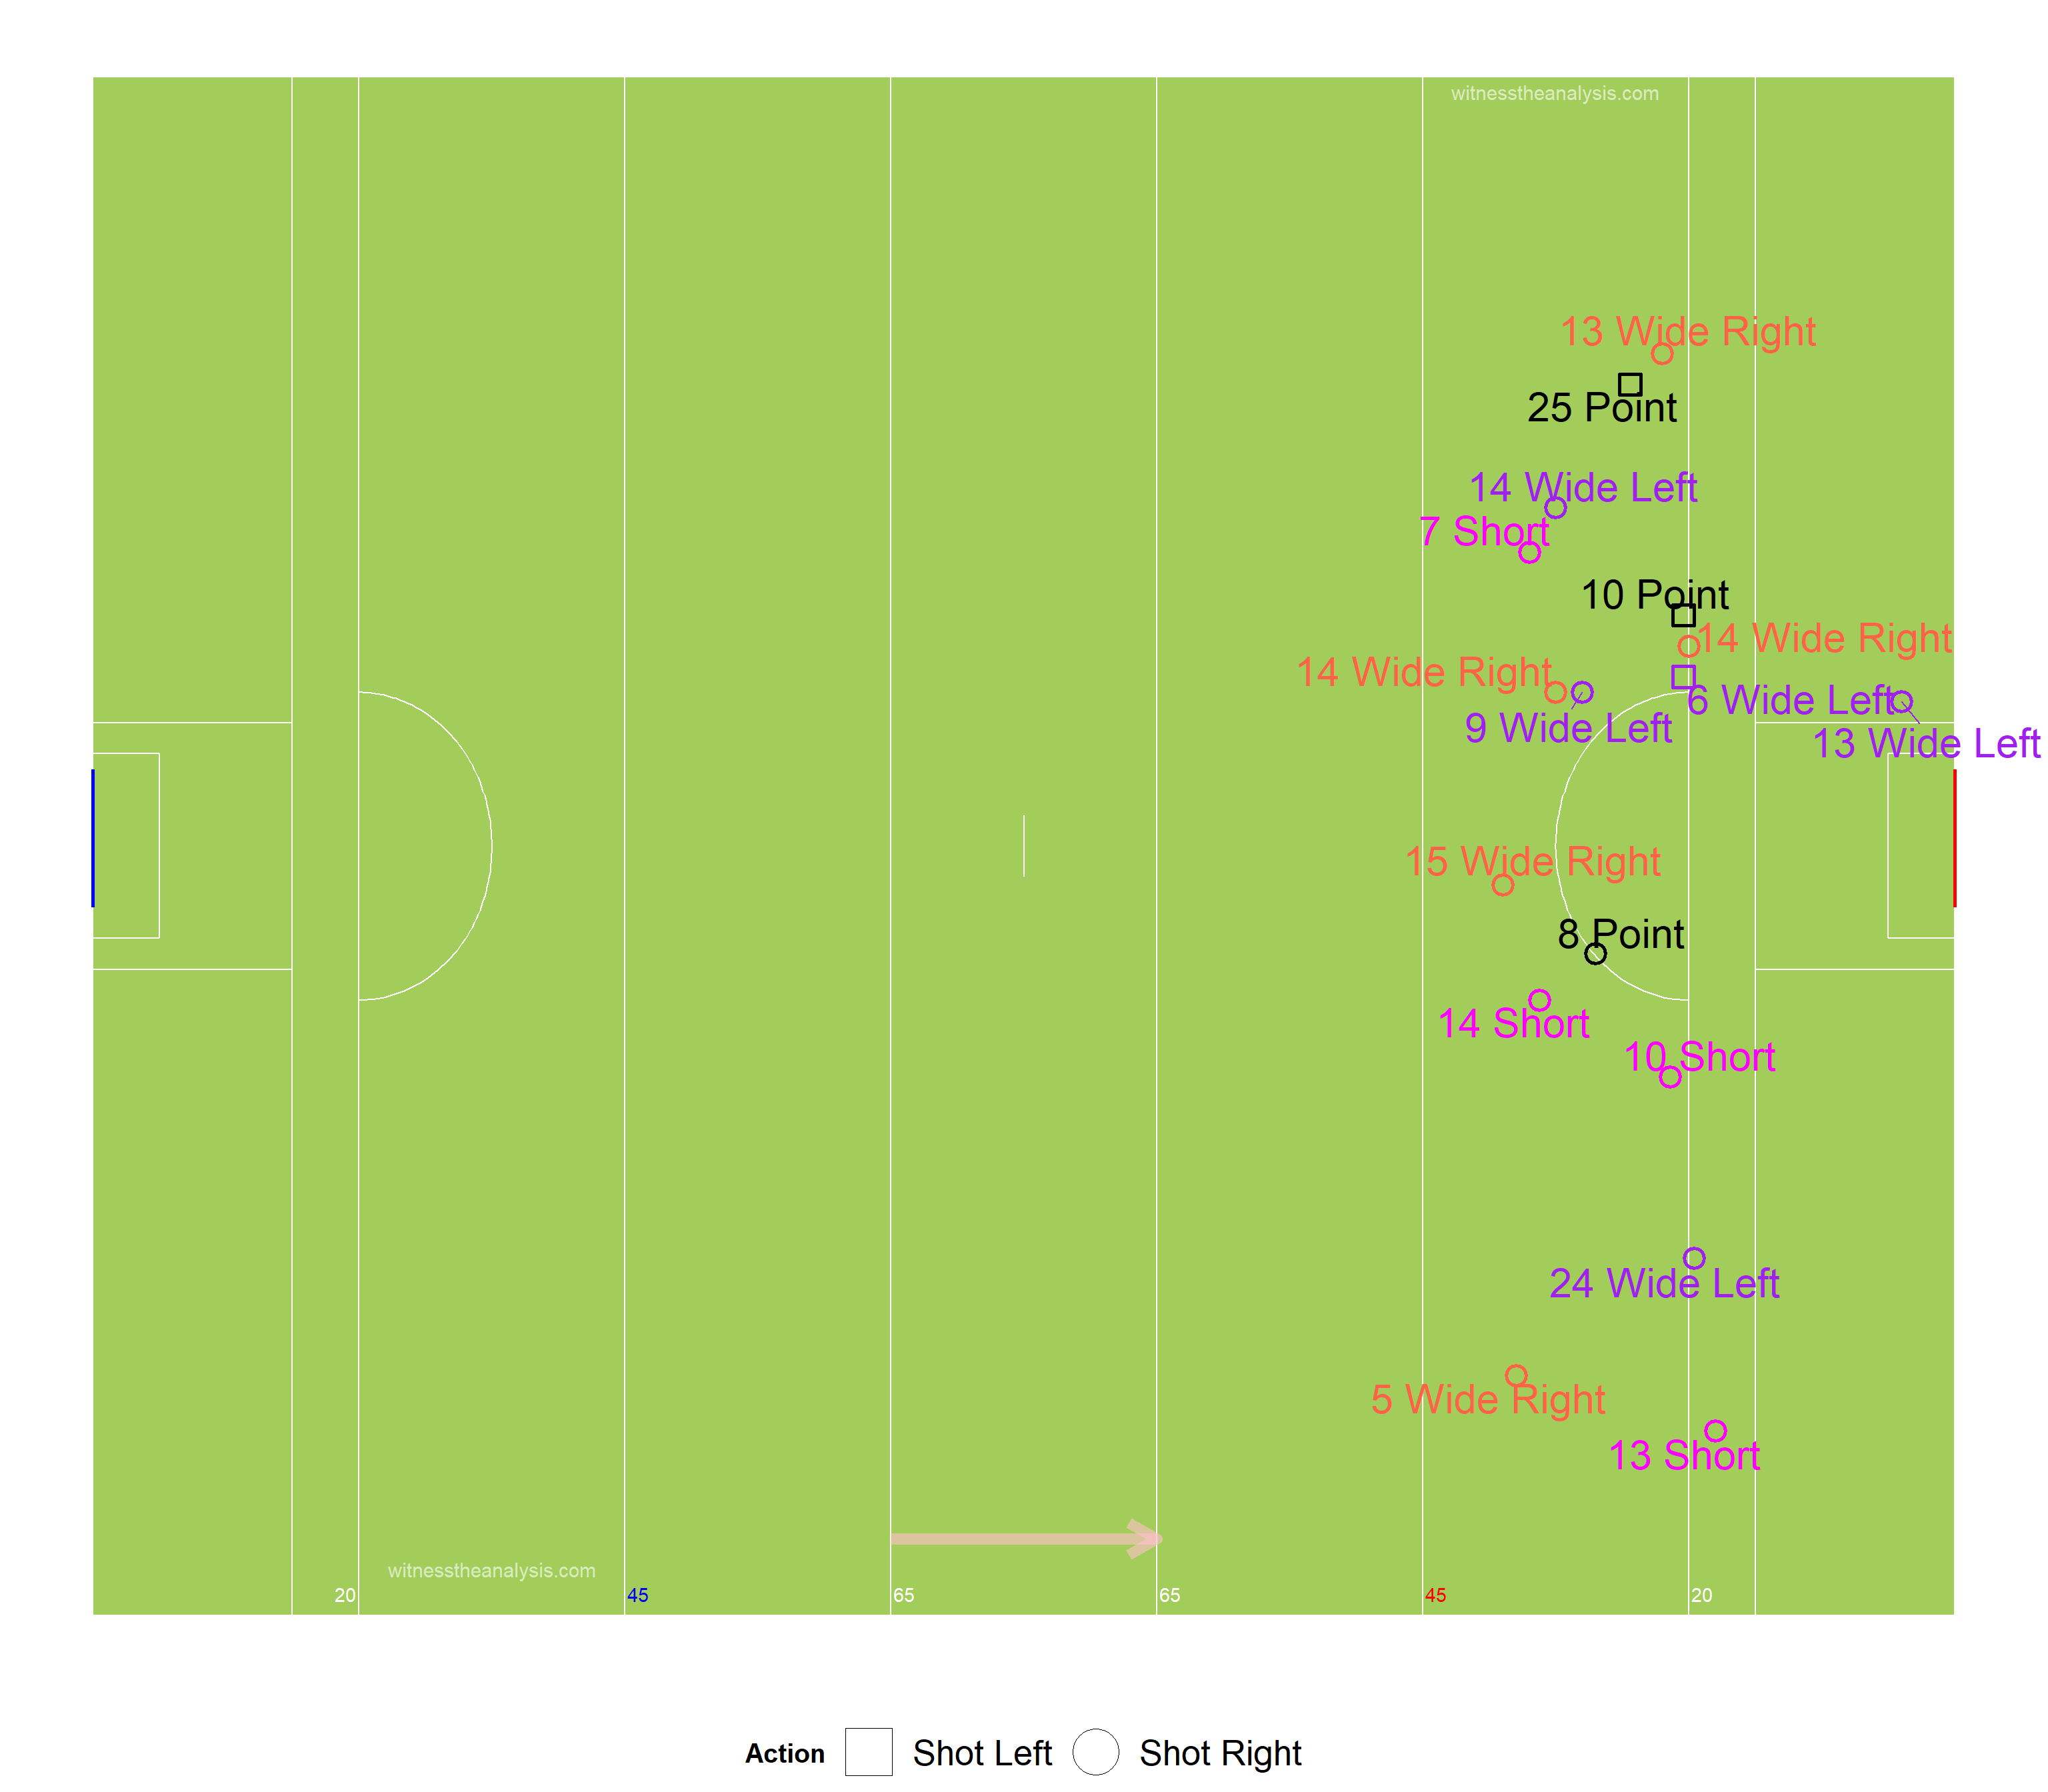 witnesstheanalysis.com
13 Wide Right
25 Point
14 Wide Left
7 Short
10 Point
14 Wide Right
14 Wide Right
6 Wide Left
9 Wide Left
13 Wide Left
15 Wide Right
8 Point
14 Short
10 Short
24 Wide Left
5 Wide Right
13 Short
witnesstheanalysis.com
20 45 65 65 45 20
Action Shot Left Shot Right